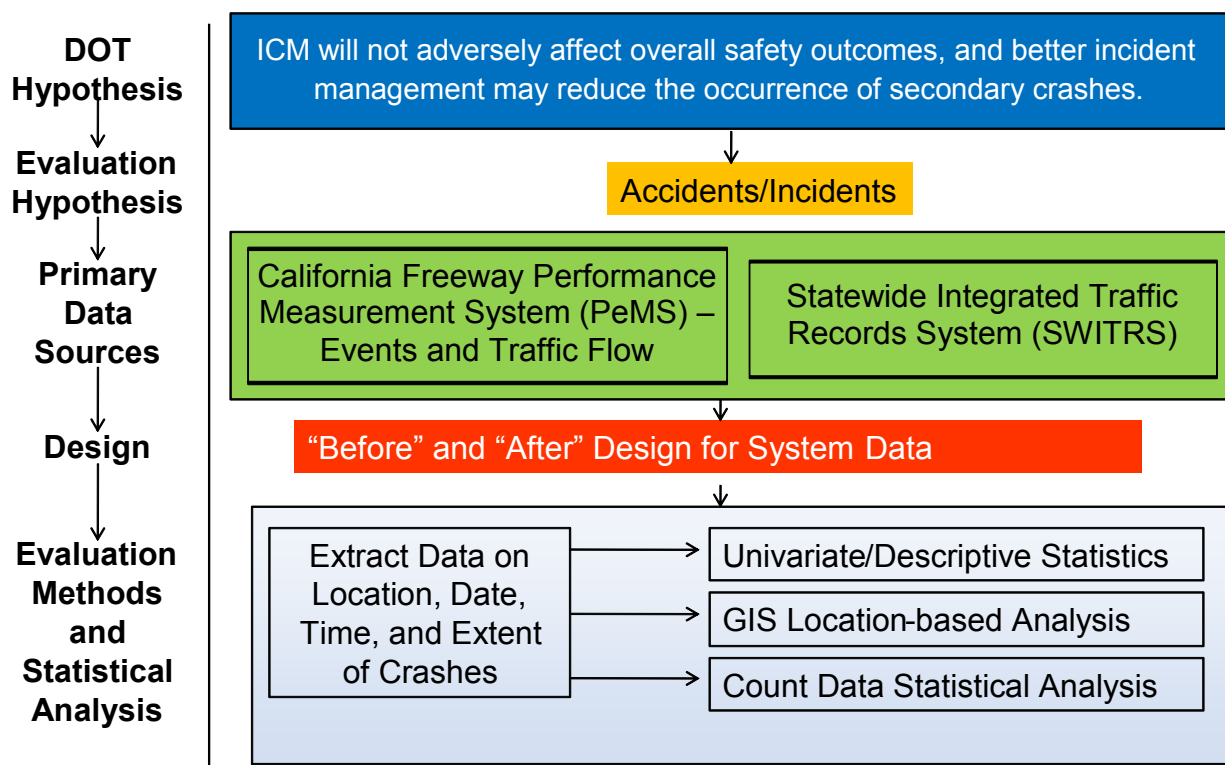 DOT
Hypothesis
ICM will not adversely affect overall safety outcomes, and better incident
management may reduce the occurrence of secondary crashes.
Evaluation
Hypothesis
Accidents/Incidents
Primary
Data
Sources
California Freeway Performance
Measurement System (PeMS) –
Events and Traffic Flow
Statewide Integrated Traffic
Records System (SWITRS)
Design
“Before” and “After” Design for System Data
Evaluation
Methods
and
Statistical
Analysis
Extract Data on
Location, Date,
Time, and Extent
of Crashes
Univariate/Descriptive Statistics
GIS Location-based Analysis
Count Data Statistical Analysis